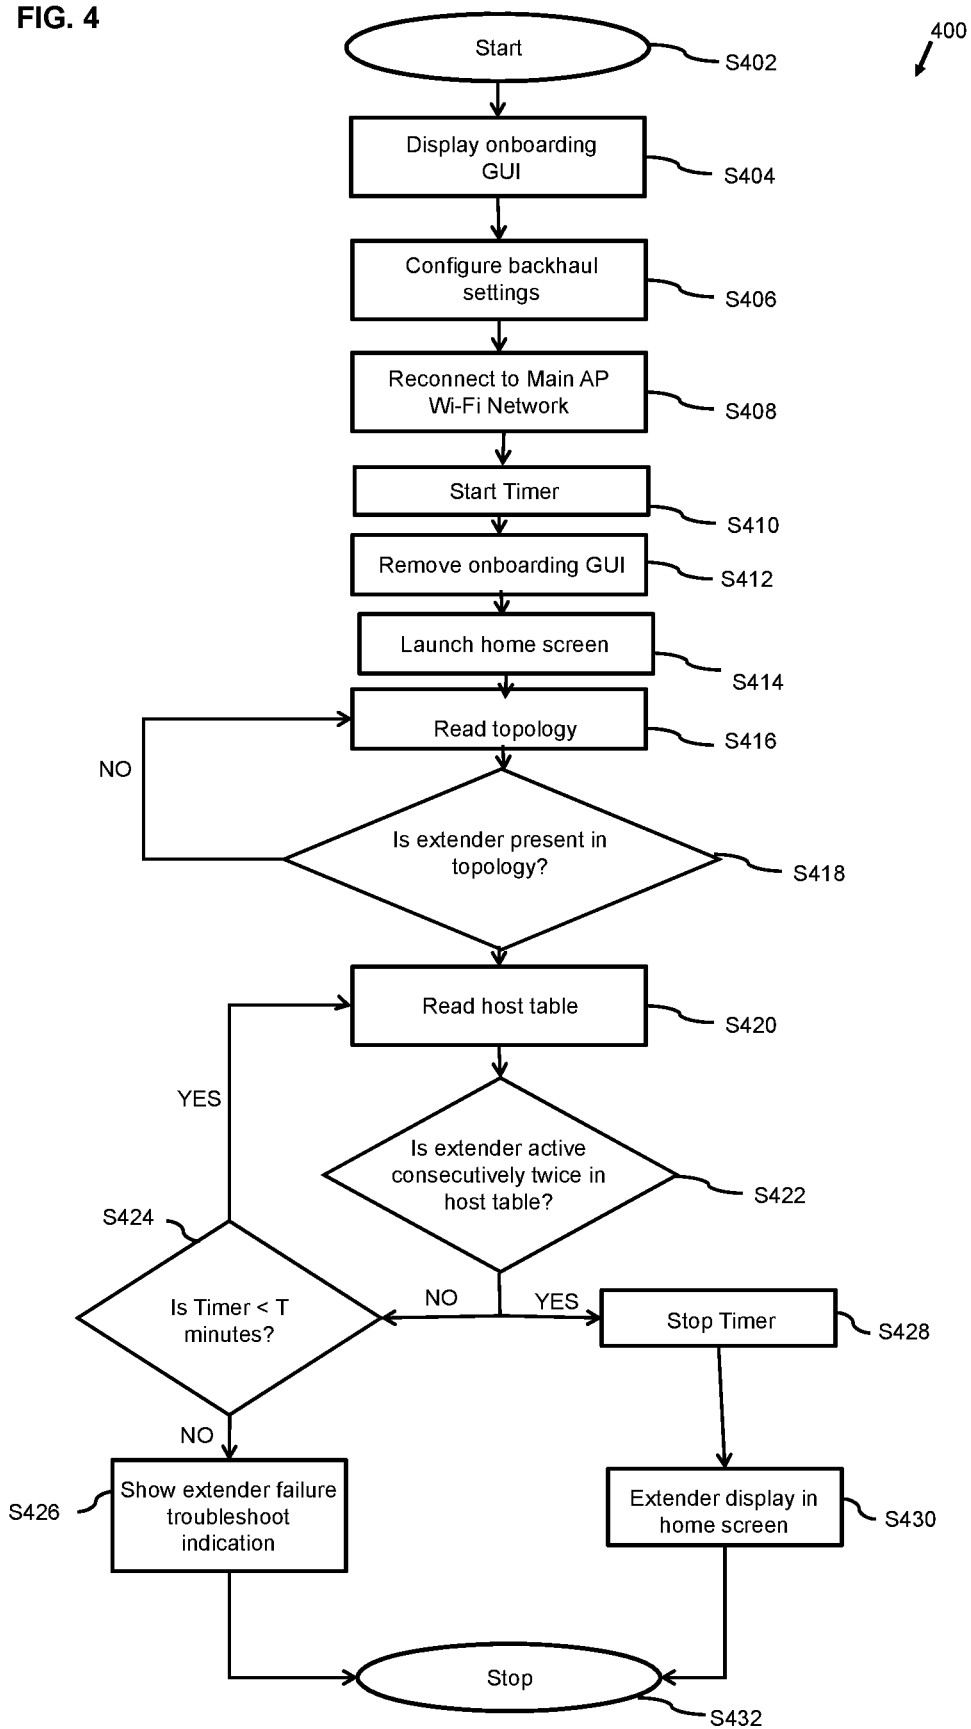 FIG. 4
400
Start
S402
Display onboarding
GUI
S404
Configure backhaul
settings
S406
Reconnect to Main AP
Wi-Fi Network
S408
Start Timer
S410
Remove onboarding GUI
S412
Launch home screen
S414
Read topology
S416
NO
Is extender present in
topology?
S418
Read host table
S420
YES
Is extender active
consecutively twice in
host table?
S422
S424
Is Timer < T
minutes?
NO
YES
Stop Timer
S428
NO
Show extender failure
troubleshoot
indication
S426
Extender display in
home screen
S430
Stop
S432